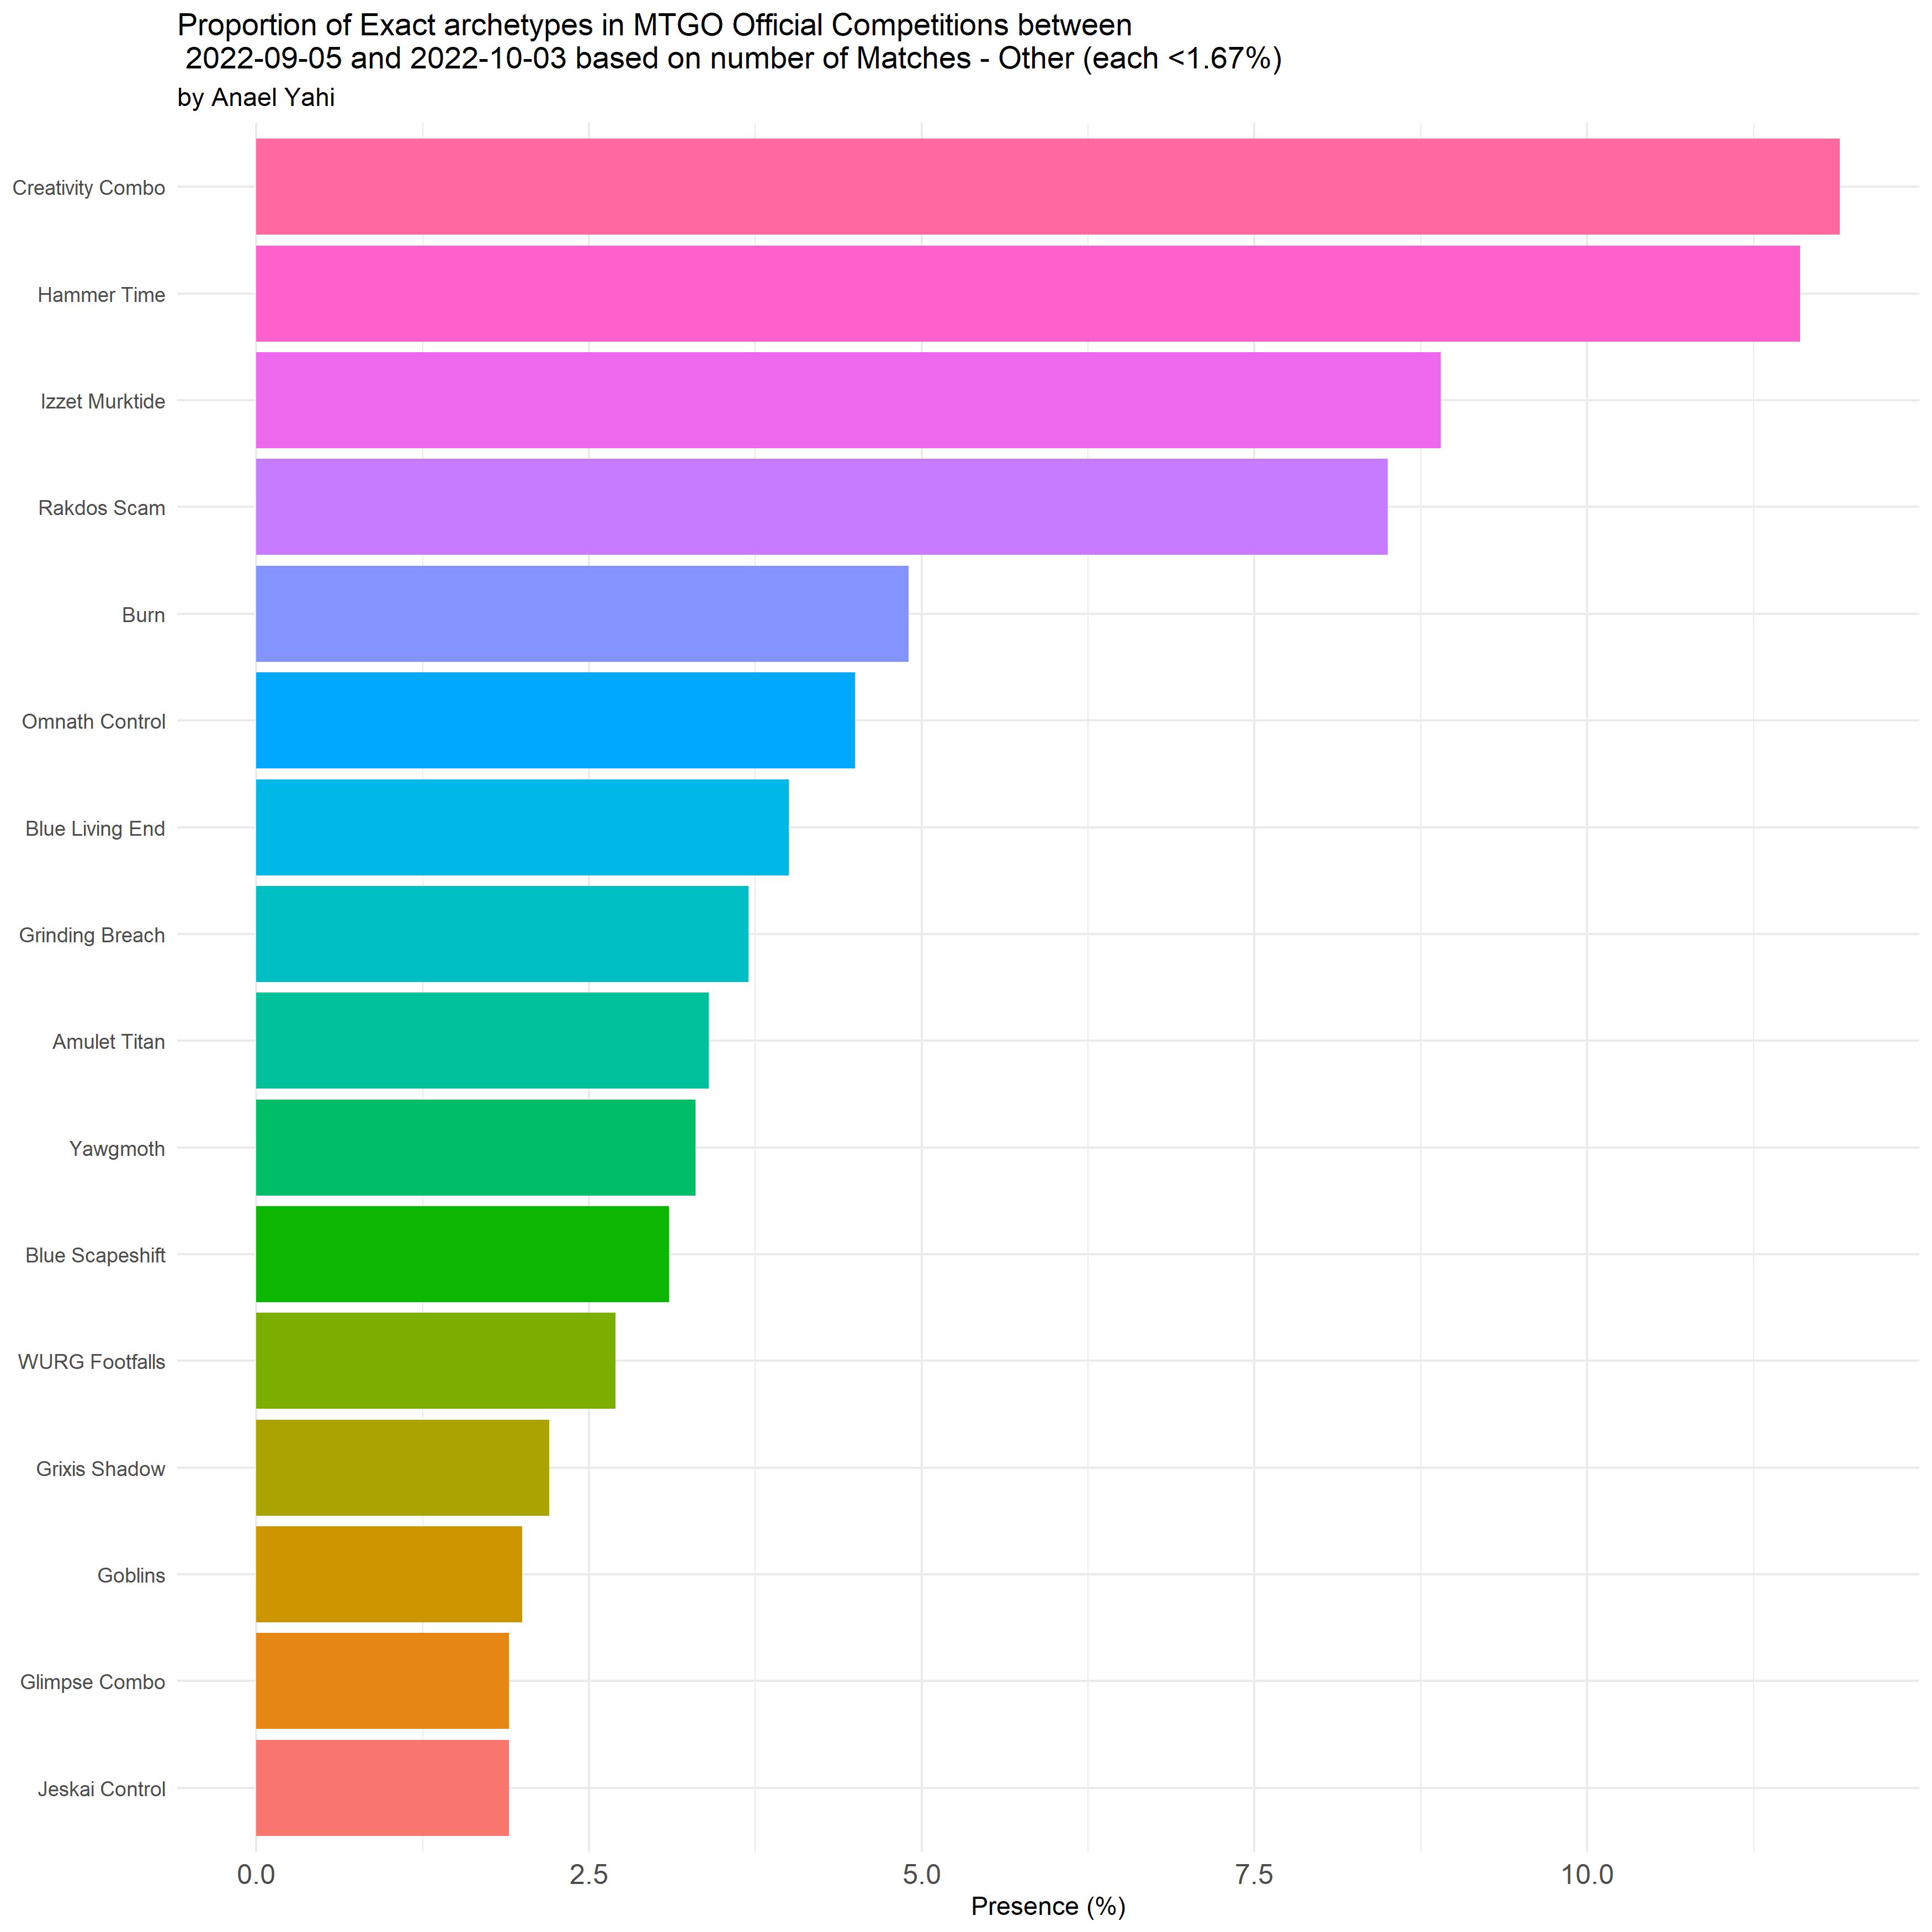 Proportion of Exact archetypes in MTGO Official Competitions between
2022-09-05 and 2022-10-03 based on number of Matches - Other (each <1.67%)
by Anael Yahi
Creativity Combo
Hammer Time
Izzet Murktide
Rakdos Scam
Burn
Omnath Control
Blue Living End
Grinding Breach
Amulet Titan
Yawgmoth
Blue Scapeshift
WURG Footfalls
Grixis Shadow
Goblins
Glimpse Combo
Jeskai Control
0.0 2.5 5.0 7.5 10.0
Presence (%)